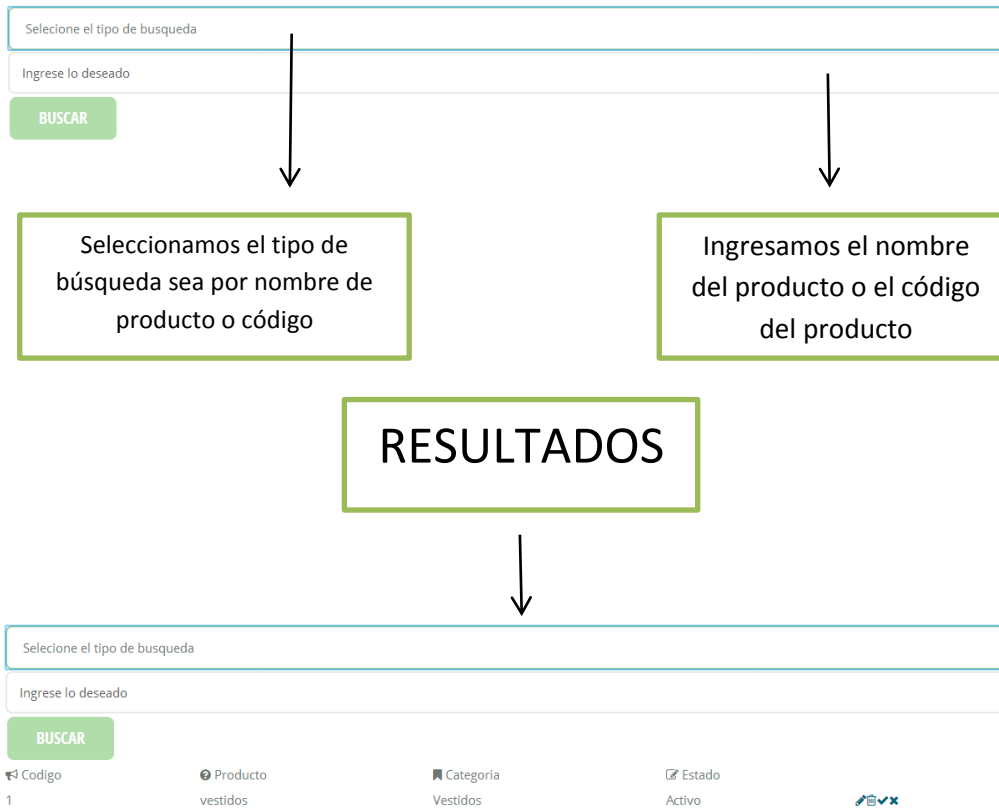 Selecione el tipo de busqueda
Ingrese lo deseado
BUSCAR
Seleccionamos el tipo de
búsqueda sea por nombre de
producto o código
Ingresamos el nombre
del producto o el código
del producto
RESULTADOS
Selecione el tipo de busqueda
Ingrese lo deseado
BUSCAR
Codigo Producto Categoria Estado
1 vestidos Vestidos Activo